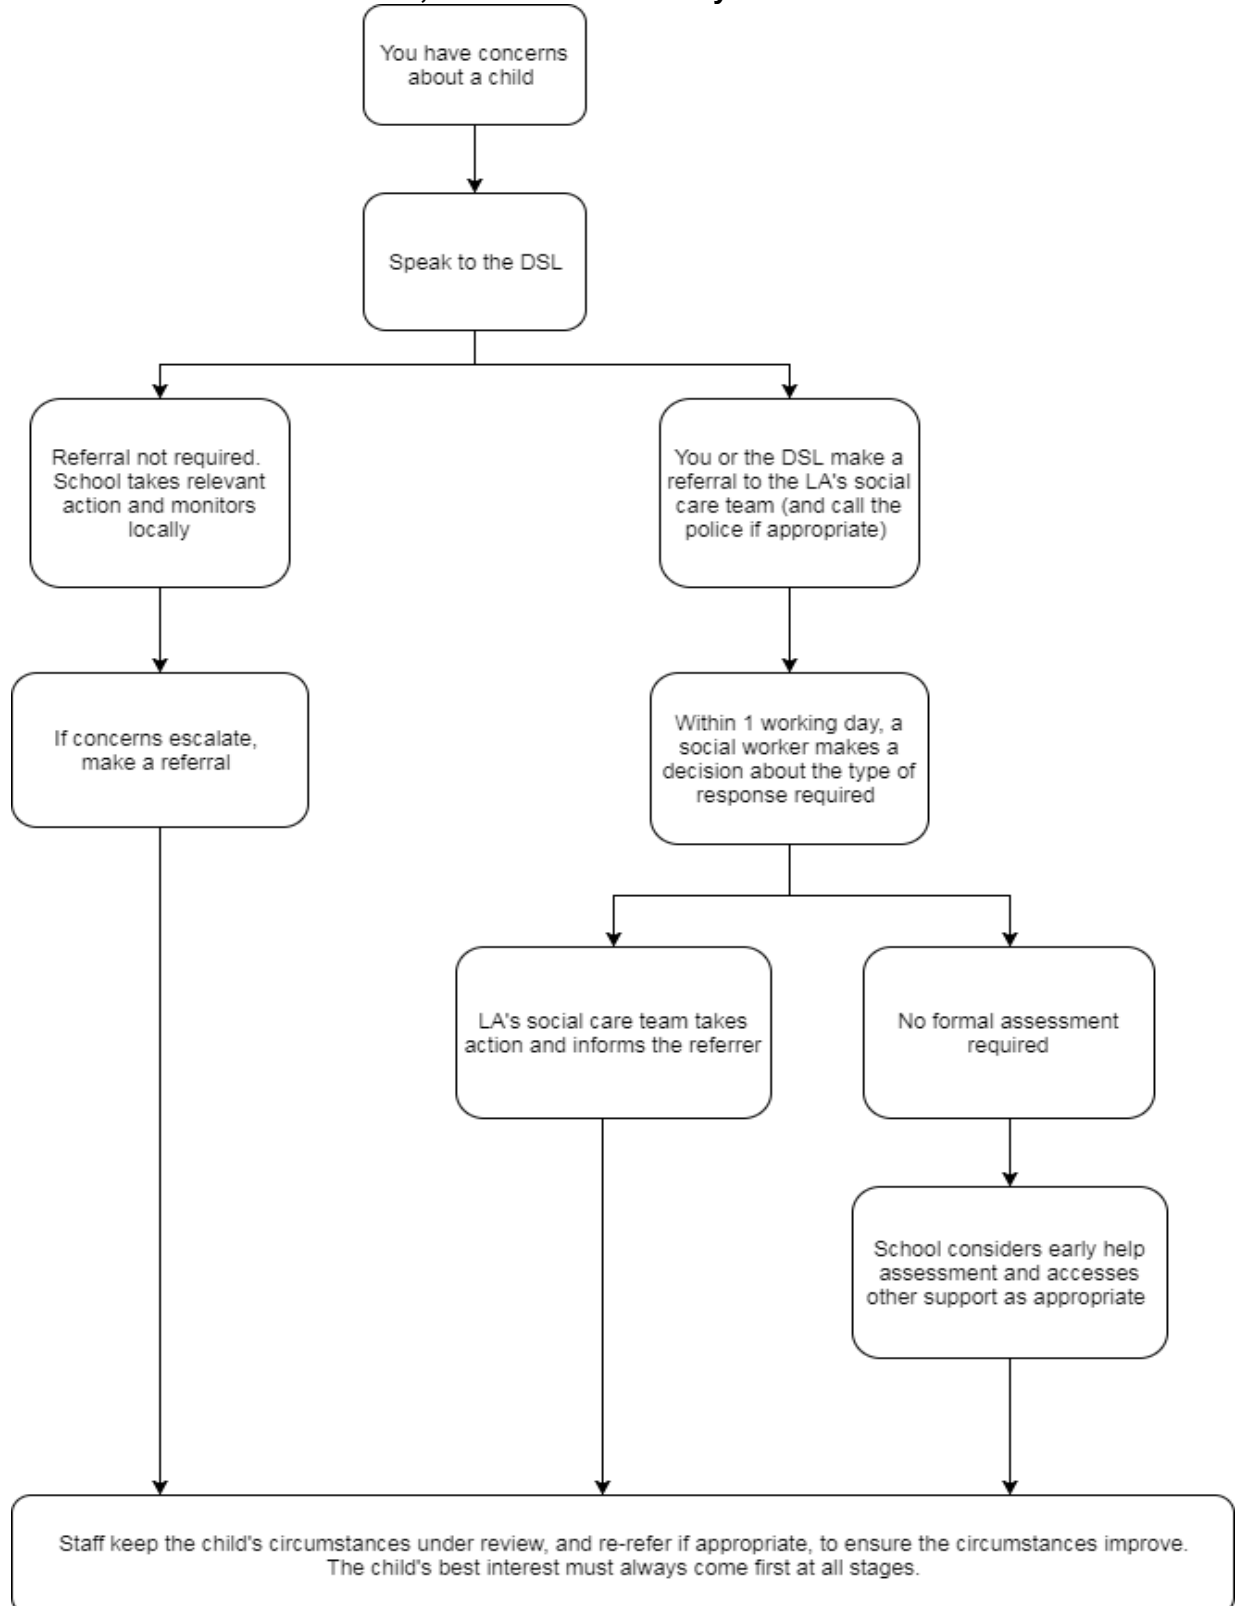 You have concerns
about a child
Speak to the DSL
Referral not required.
School takes relevant
action and monitors
locally
You or the DSL make a
referral to the LA's social
care team (and call the
police if appropriate)
If concerns escalate,
make a referral
Within 1 working day, a
social worker makes a
decision about the type of
response required
LA's social care team takes
action and informs the referrer
No formal assessment
required
School considers early help
assessment and accesses
other support as appropriate
Staff keep the child's circumstances under review, and re-refer if appropriate, to ensure the circumstances improve.
The child's best interest must always come first at all stages.